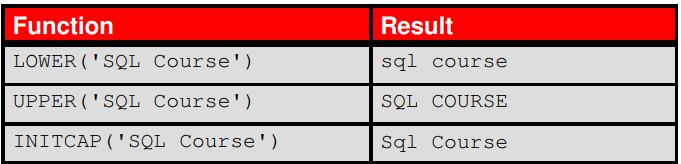 Function Result
LOWER('SQL Course') sql course
UPPER('SQL Course') SQL COURSE
INITCAP('SQL Course') Sql Course